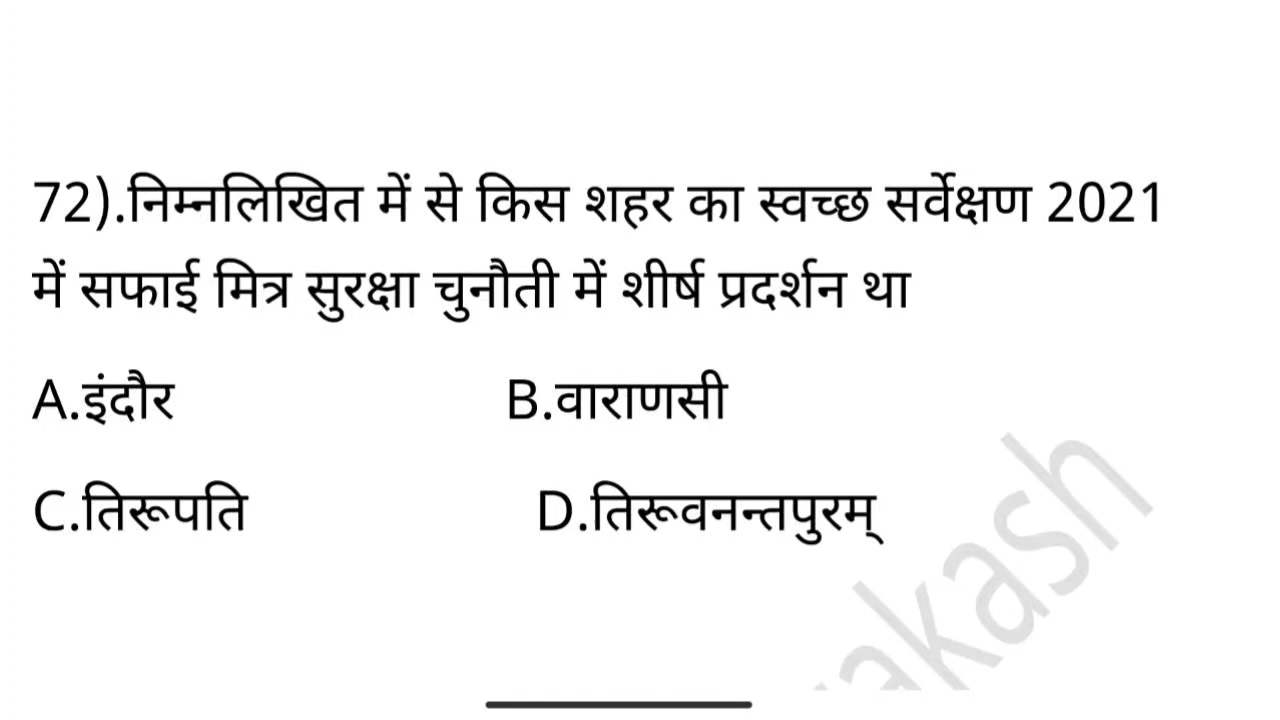 72).निम्नलिखित में से किस शहर का स्वच्छ सर्वेक्षण 2021
में सफाई मित्र सुरक्षा चुनौती में शीर्ष प्रदर्शन था
A.इंदौर B.वाराणसी
C.तिरूपति D.तिरूवनन्तपुरम्
akash